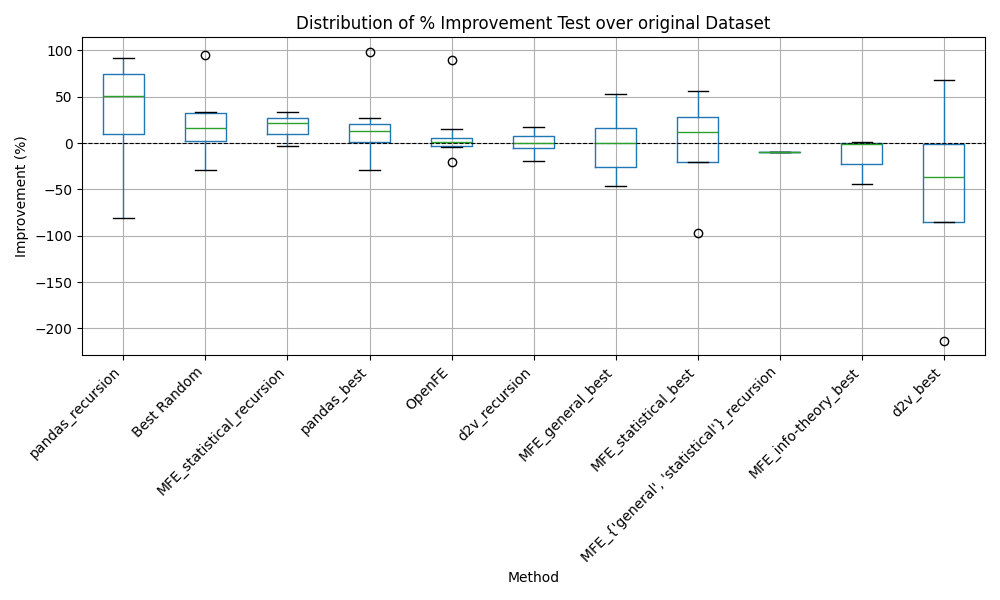 Distribution of % Improvement Test over original Dataset
Improvement (%)
100
50
0
−50
−100
−150
−200
pandas_recursion
Best Random
MFE_statistical_recursion
pandas_best
OpenFE
d2v_recursion
MFE_general_best
MFE_statistical_best
MFE_{'general', 'statistical'}_recursion
MFE_info-theory_best
d2v_best
Method